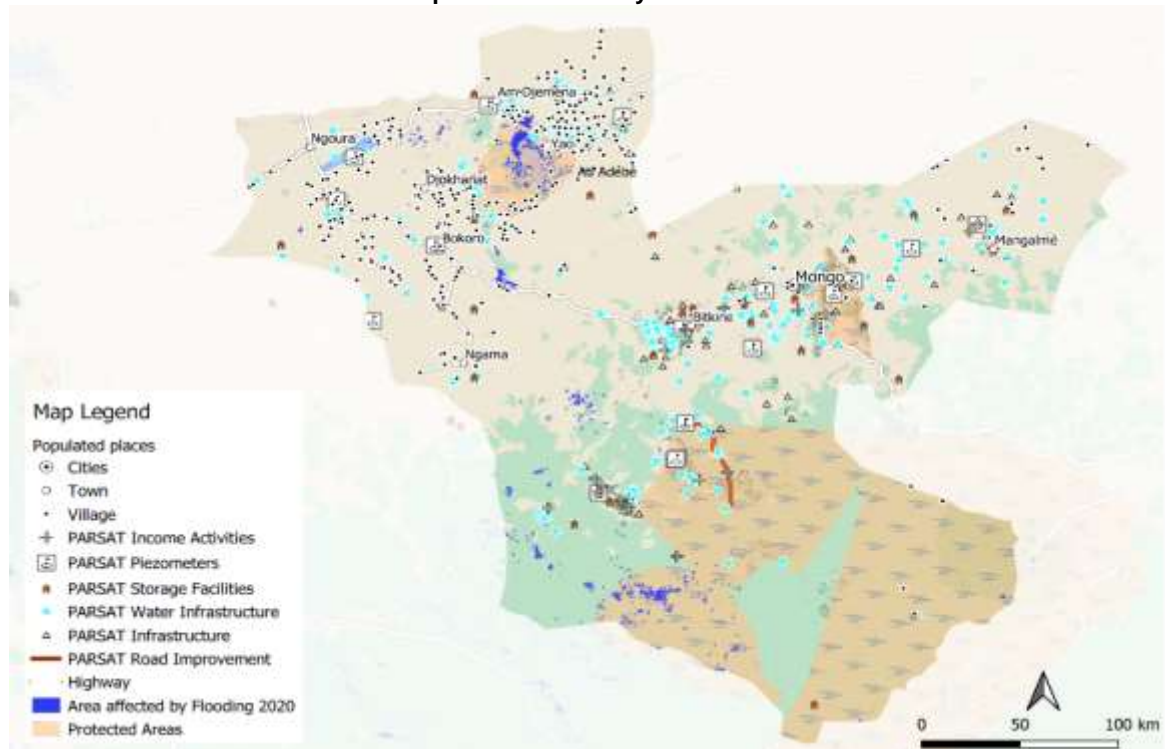 Am-Djemena
Ngoura
Yao
Djokhanat
Bokoro
Mangalmé
Mongo
Bitkine
Ngama
Map Legend
Populated places
Cities
Town
Village
PARSAT Income Activities
PARSAT Piezometers
PARSAT Storage Facilities
PARSAT Water Infrastructure
PARSAT Infrastructure
PARSAT Road Improvement
Highway
Area affected by Flooding 2020
Protected Areas
0 50 100 km